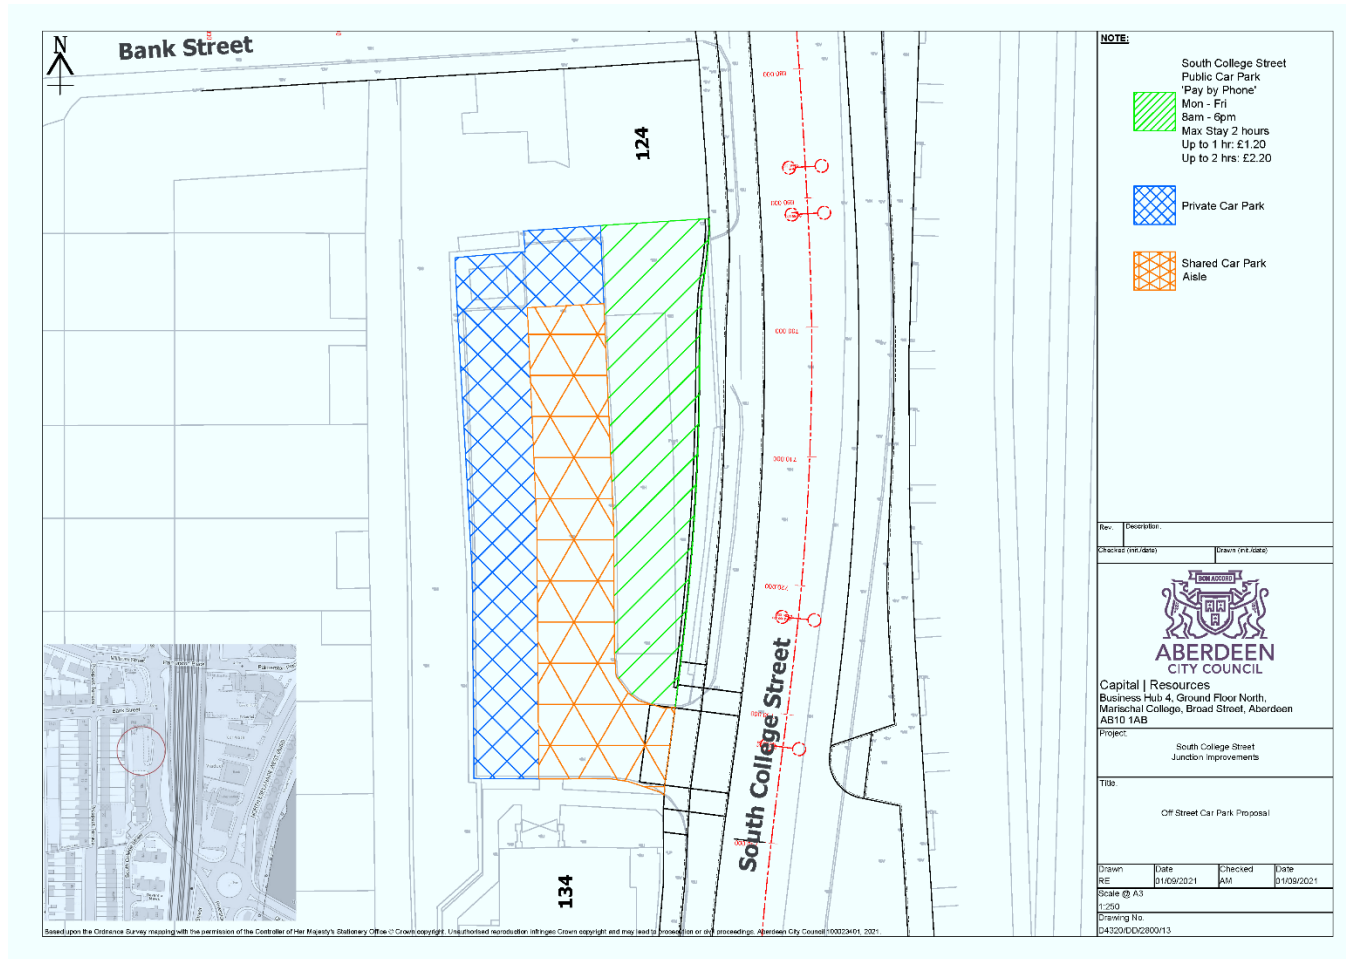 N
Bank Street
124
South College Street
134
NOTE:
South College Street
Public Car Park
'Pay by Phone'
Mon - Fri
8am - 6pm
Max Stay 2 hours
Up to 1 hr: £1.20
Up to 2 hrs: £2.20
Private Car Park
Shared Car Park
Aisle
Rev. Description.
Checked (init./date) Drawn (init./date)
BON ACCORD
ABERDEEN
CITY COUNCIL
Capital | Resources
Business Hub 4, Ground Floor North,
Marischal College, Broad Street, Aberdeen
AB10 1AB
Project:
South College Street
Junction Improvements
Title:
Off Street Car Park Proposal
Drawn Date Checked Date
RE 01/09/2021 AM 01/09/2021
Scale @ A3
1:250
Drawing No.
D4320/DD/2800/13
Bank Street
Based upon the Ordnance Survey mapping with the permission of the Controller of Her Majesty's Stationery Office © Crown copyright. Unauthorised reproduction infringes Crown copyright and may lead to prosecution or civil proceedings. Aberdeen City Council 100023401, 2021.